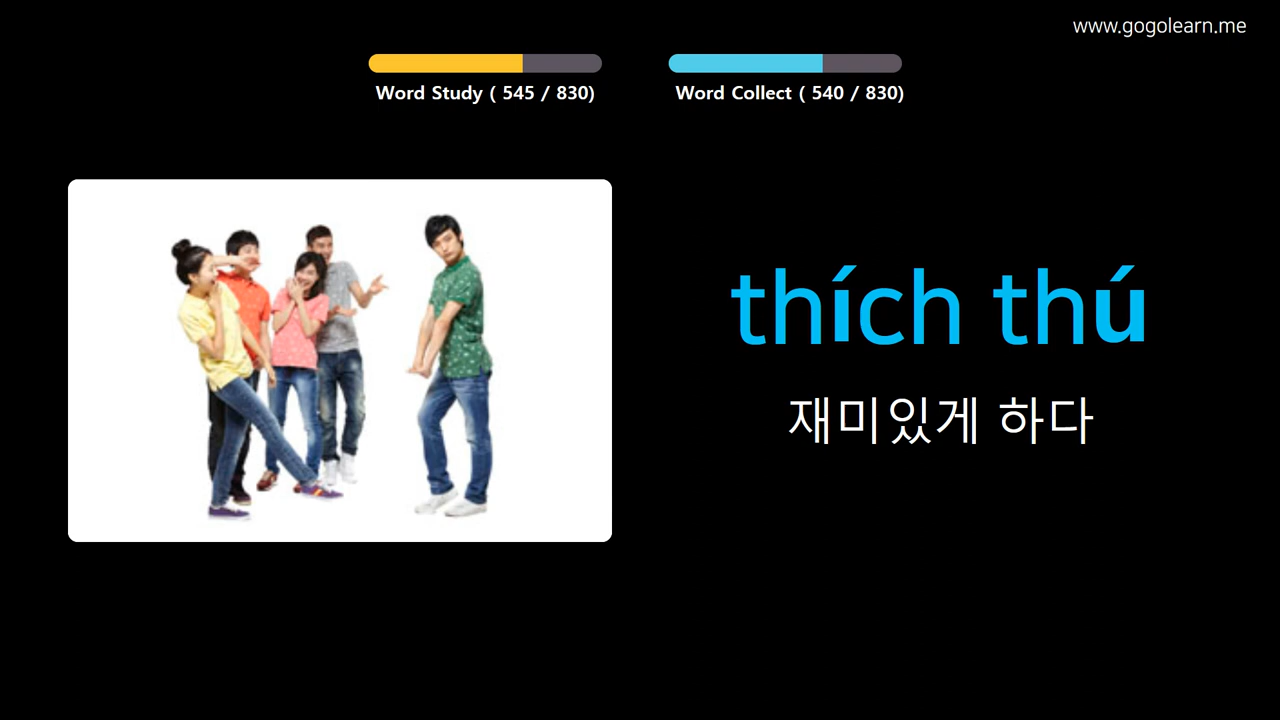 www.gogolearn.me
Word Study ( 545 / 830)
Word Collect ( 540 / 830)
thích thú
재미있게 하다